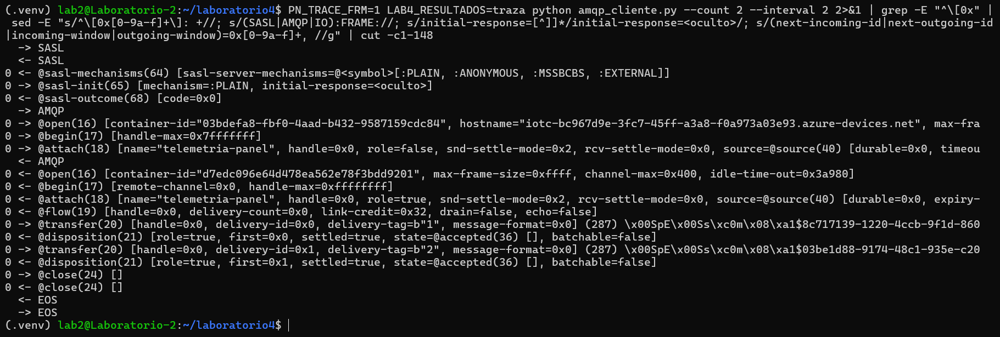 (.venv) lab2@Laboratorio-2:~/laboratorio4$ PN_TRACE_FRM=1 LAB4_RESULTADOS=traza python amqp_cliente.py --count 2 --interval 2 2>&1 | grep -E "^\[0x" |
 sed -E "s/^\[0x[0-9a-f]+\]: +//; s/(SASL|AMQP|IO):FRAME://; s/initial-response=[^]]*/initial-response=<oculto>/; s/(next-incoming-id|next-outgoing-id
|incoming-window|outgoing-window)=0x[0-9a-f]+, //g" | cut -c1-148
  -> SASL
  <- SASL
0 <- @sasl-mechanisms(64) [sasl-server-mechanisms=@<symbol>[:PLAIN, :ANONYMOUS, :MSSBCBS, :EXTERNAL]]
0 -> @sasl-init(65) [mechanism=:PLAIN, initial-response=<oculto>]
0 <- @sasl-outcome(68) [code=0x0]
  -> AMQP
0 -> @open(16) [container-id="03bdefa8-fbf0-4aad-b432-9587159cdc84", hostname="iotc-bc967d9e-3fc7-45ff-a3a8-f0a973a03e93.azure-devices.net", max-fra
0 -> @begin(17) [handle-max=0x7fffffff]
0 -> @attach(18) [name="telemetria-panel", handle=0x0, role=false, snd-settle-mode=0x2, rcv-settle-mode=0x0, source=@source(40) [durable=0x0, timeou
  <- AMQP
0 <- @open(16) [container-id="d7edc096e64d478ea562e78f3bdd9201", max-frame-size=0xffff, channel-max=0x400, idle-time-out=0x3a980]
0 <- @begin(17) [remote-channel=0x0, handle-max=0xffffffff]
0 <- @attach(18) [name="telemetria-panel", handle=0x0, role=true, snd-settle-mode=0x2, rcv-settle-mode=0x0, source=@source(40) [durable=0x0, expiry-
0 <- @flow(19) [handle=0x0, delivery-count=0x0, link-credit=0x32, drain=false, echo=false]
0 -> @transfer(20) [handle=0x0, delivery-id=0x0, delivery-tag=b"1", message-format=0x0] (287) \x00SpE\x00Ss\xc0m\x08\xa1$8c717139-1220-4ccb-9f1d-860
0 <- @disposition(21) [role=true, first=0x0, settled=true, state=@accepted(36) [], batchable=false]
0 -> @transfer(20) [handle=0x0, delivery-id=0x1, delivery-tag=b"2", message-format=0x0] (287) \x00SpE\x00Ss\xc0m\x08\xa1$03be1d88-9174-48c1-935e-c20
0 <- @disposition(21) [role=true, first=0x1, settled=true, state=@accepted(36) [], batchable=false]
0 -> @close(24) []
0 <- @close(24) []
  <- EOS
  -> EOS
(.venv) lab2@Laboratorio-2:~/laboratorio4$